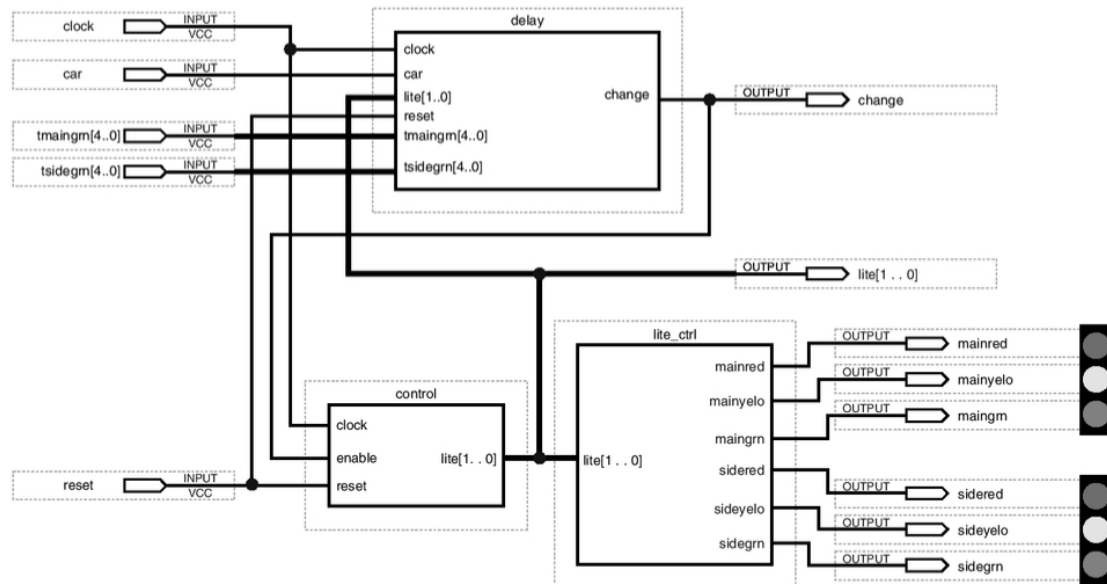 clock INPUT
VCC
car INPUT
VCC
tmaingrn[4..0] INPUT
VCC
tsidegrn[4..0] INPUT
VCC
delay
clock
car
lite[1..0]
reset
tmaingrn[4..0]
tsidegrn[4..0]
change
OUTPUT change
OUTPUT lite[1 . . 0]
reset INPUT
VCC
control
clock
enable
reset
lite[1. . 0]
lite_ctrl
lite[1 . . 0]
mainred
mainyelo
maingrn
sidered
sideyelo
sidegrn
OUTPUT mainred
OUTPUT mainyelo
OUTPUT maingrn
OUTPUT sidered
OUTPUT sideyelo
OUTPUT sidegrn